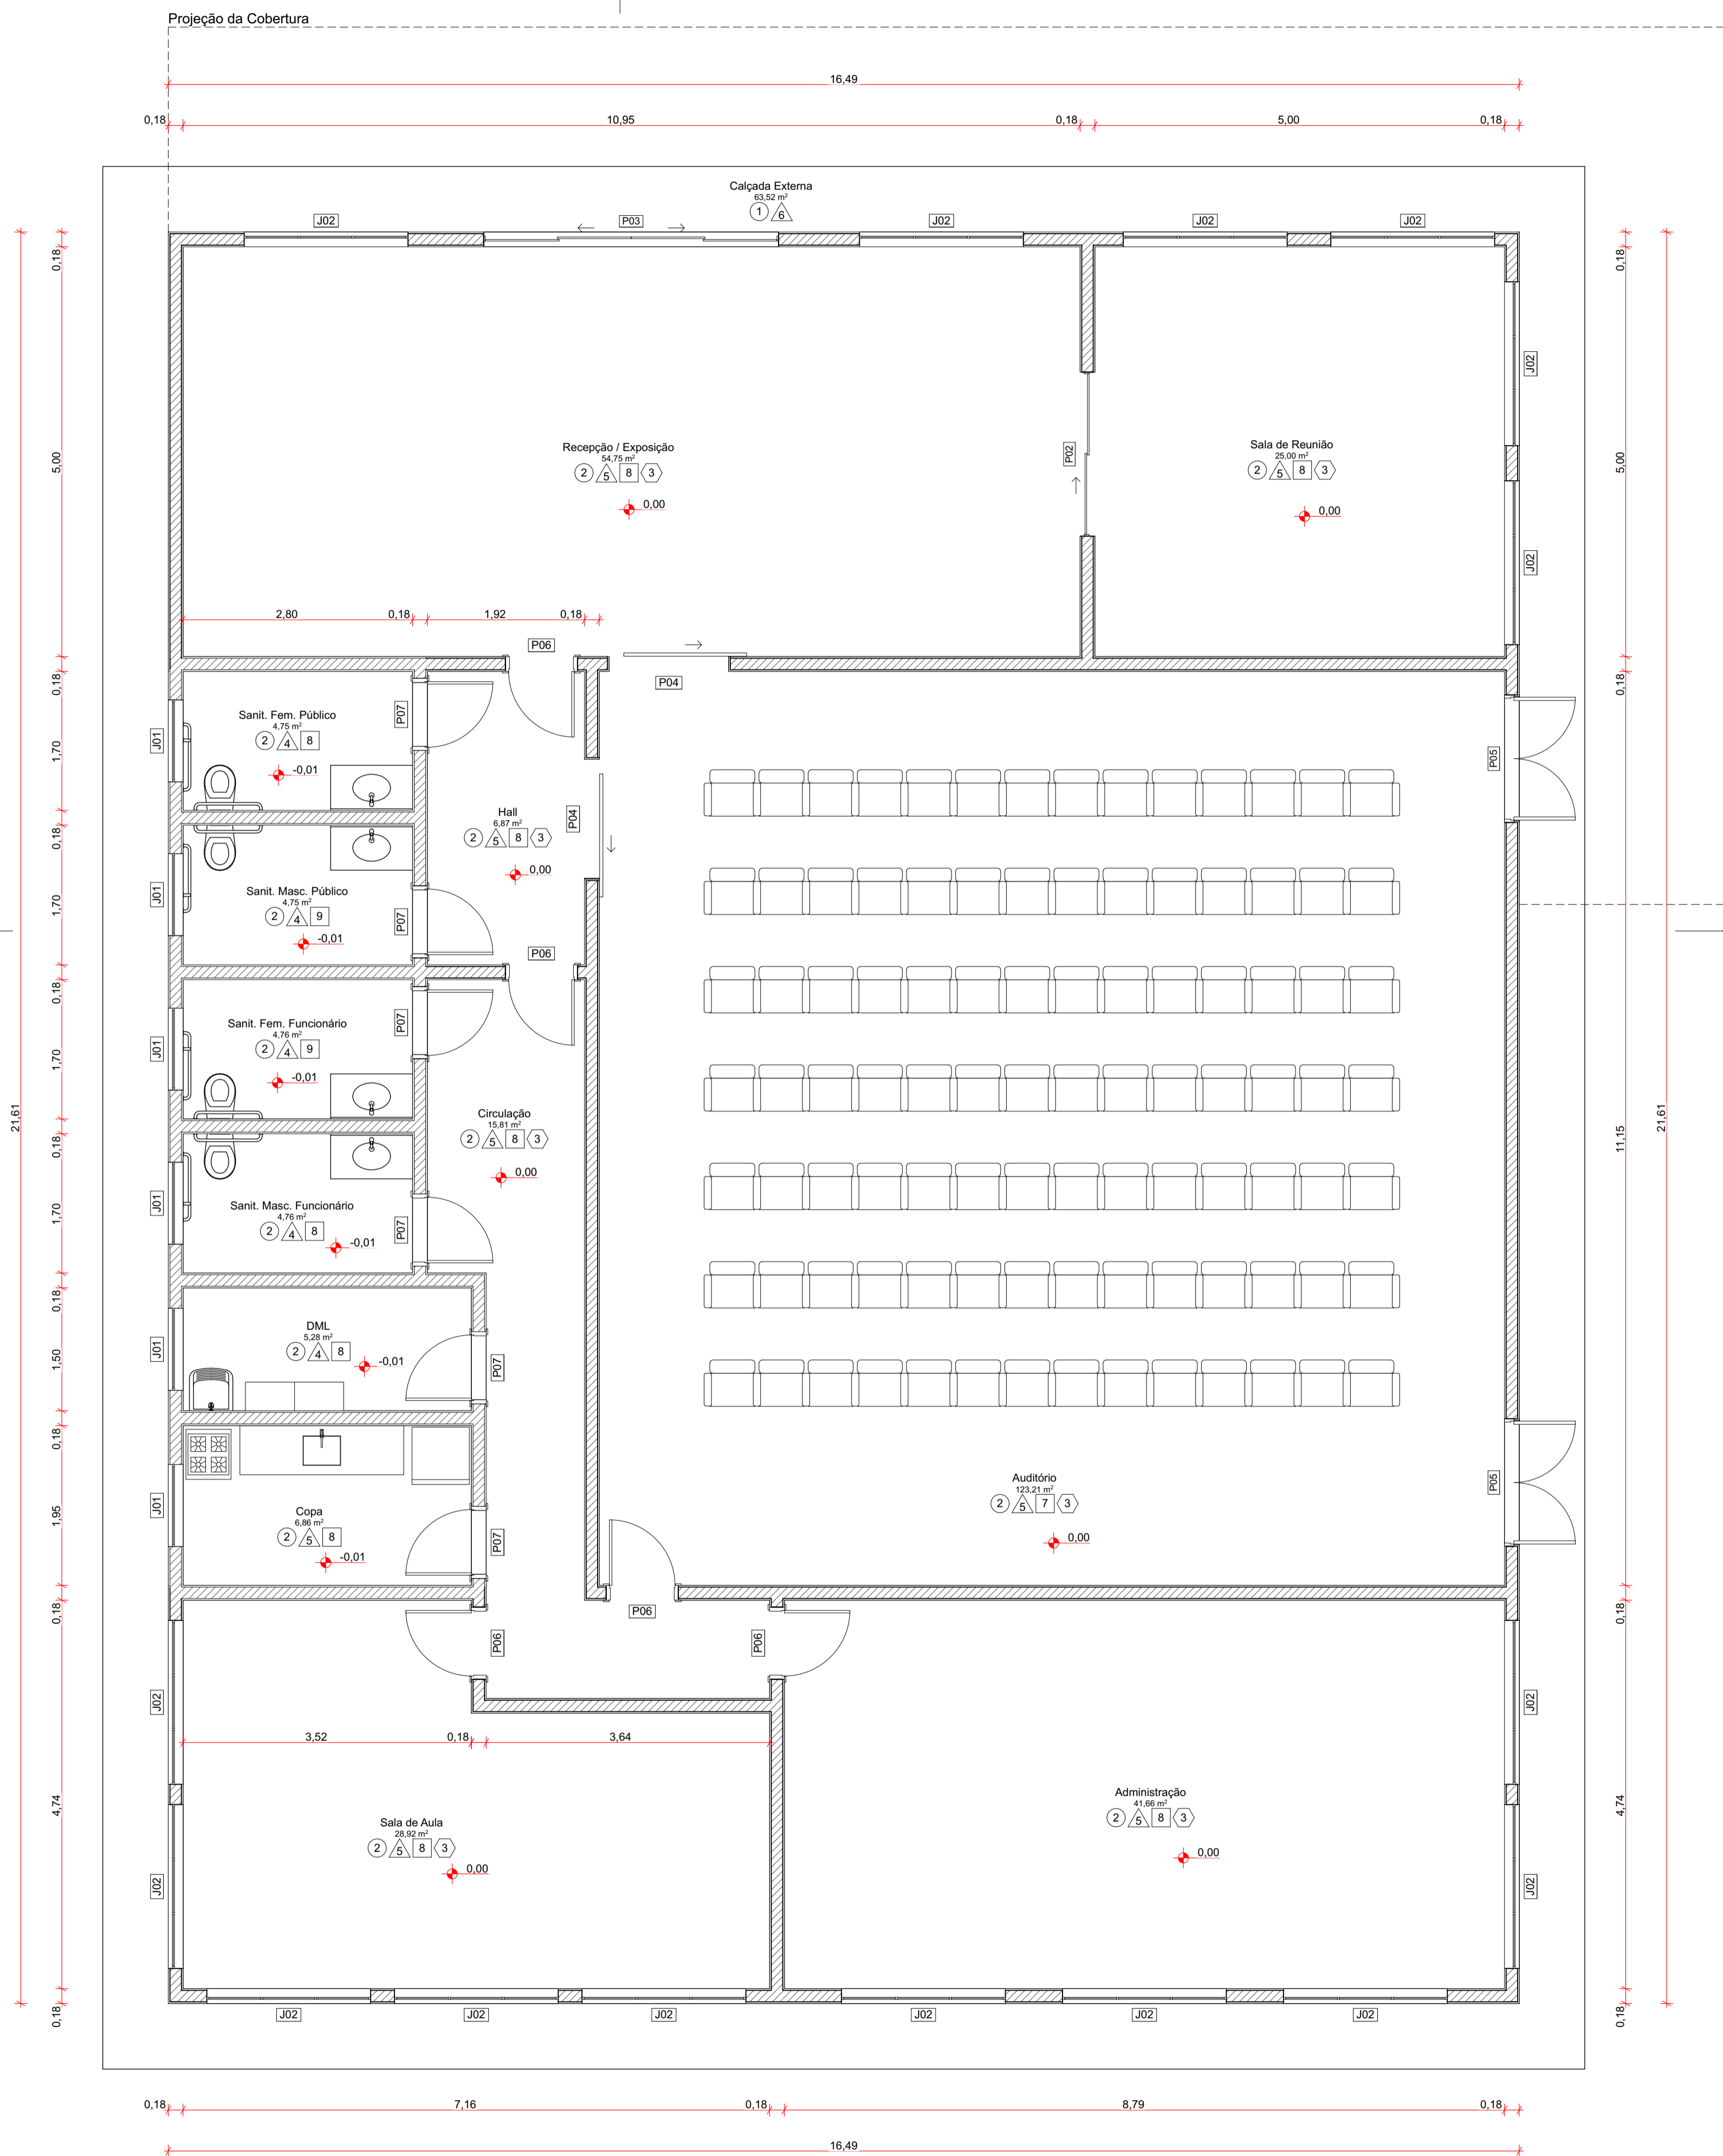 Projeção da Cobertura
16,49
0,18 10,95 0,18 5,00 0,18
Calçada Externa
63,52 m²
1 6
J02 P03 J02 J02 J02
0,18 0,18
J02
5,00 5,00
Recepção / Exposição
54,75 m²
2 5 8 3
0,00
P02
Sala de Reunião
25,00 m²
2 5 8 3
0,00
J02
2,80 0,18 1,92 0,18
P06
P04
0,18 0,18
Sanit. Fem. Público
4,75 m²
2 4 8
-0,01
J01
P07
1,70
P05
Hall
6,87 m²
2 5 8 3
0,00
P04
0,18
Sanit. Masc. Público
4,75 m²
2 4 9
-0,01
J01
P07
1,70
P06
0,18
Sanit. Fem. Funcionário
4,76 m²
2 4 9
-0,01
J01
P07
1,70
21,61
Circulação
15,81 m²
2 5 8 3
0,00
11,15
21,61
0,18
Sanit. Masc. Funcionário
4,76 m²
2 4 8
-0,01
J01
P07
1,70
0,18
DML
5,28 m²
2 4 8
-0,01
J01
P07
1,50
0,18
Copa
6,86 m²
2 5 8
-0,01
J01
P07
1,95
Auditório
123,21 m²
2 5 7 3
0,00
P05
0,18 0,18
P06
P06
P06
J02
J02
3,52 0,18 3,64
4,74 4,74
Sala de Aula
28,92 m²
2 5 8 3
0,00
J02
Administração
41,66 m²
2 5 8 3
0,00
J02
0,18 0,18
J02 J02 J02 J02 J02 J02
0,18 7,16 0,18 8,79 0,18
16,49